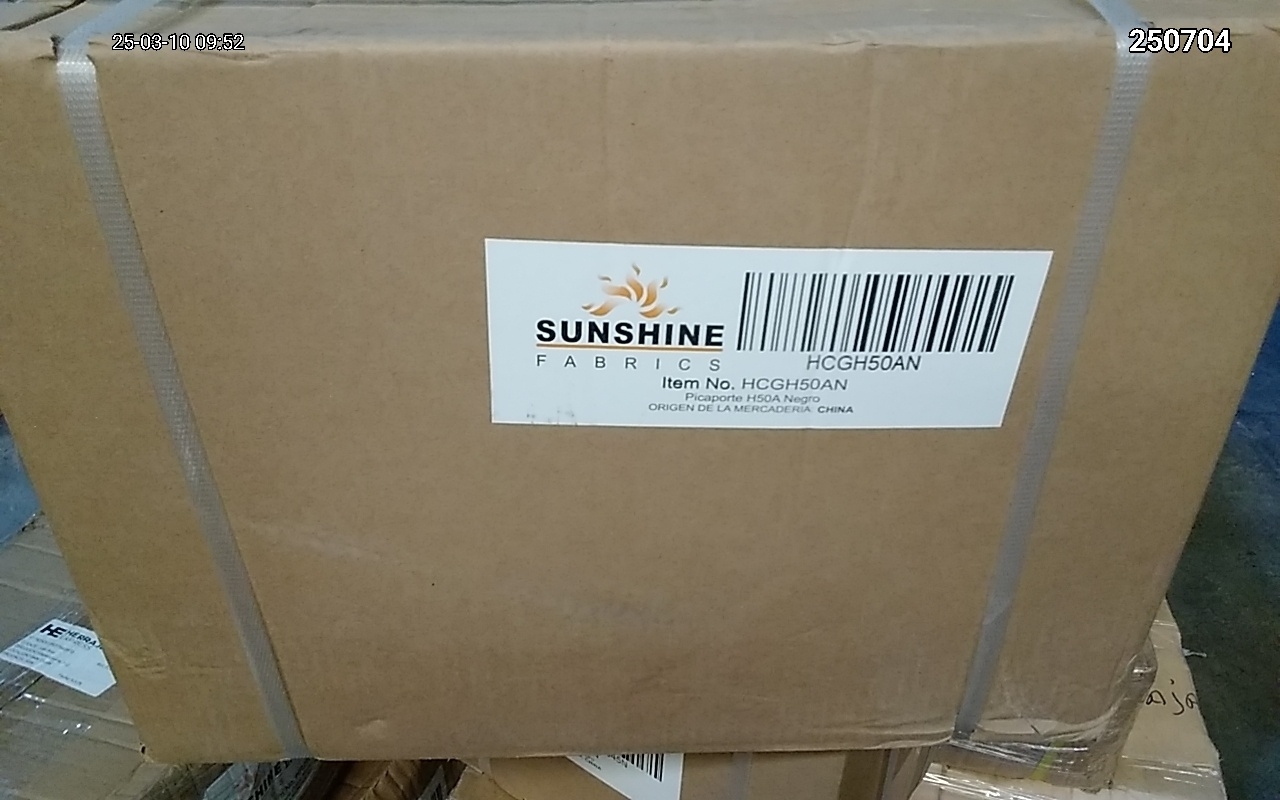 25-03-10 09:52
250704
SUNSHINE
FABRICS
HCGH50AN
Item No. HCGH50AN
Picaporte H50A Negro
ORIGEN DE LA MERCADERIA: CHINA
HE